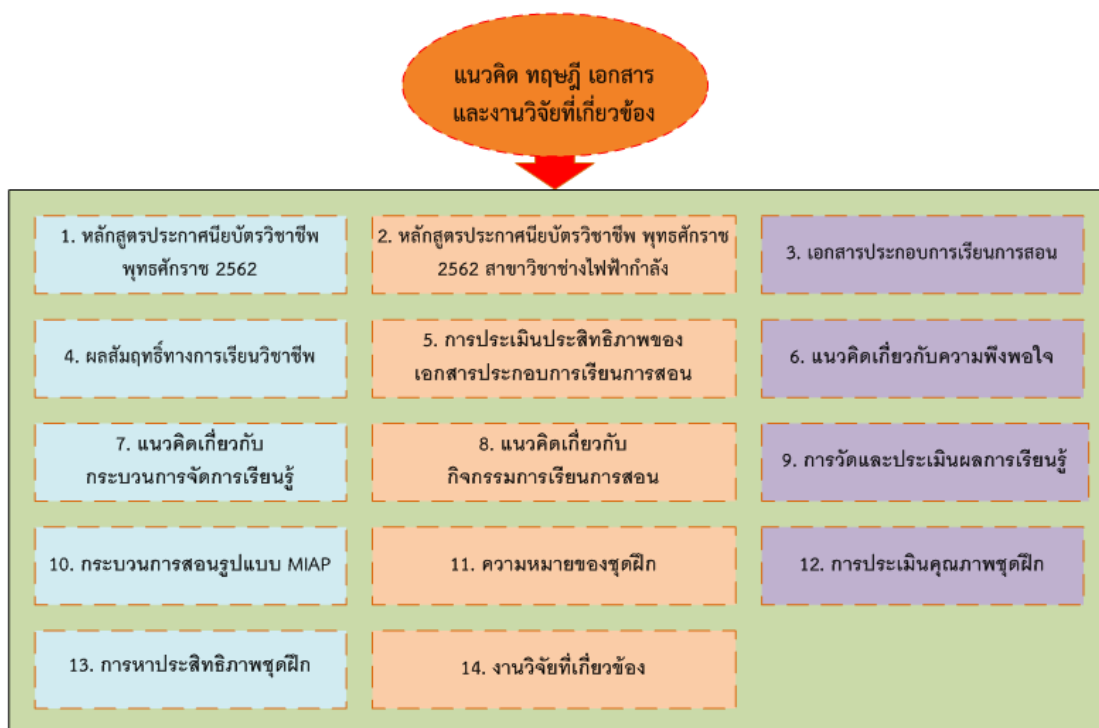 แนวคิด ทฤษฎี เอกสาร
และงานวิจัยที่เกี่ยวข้อง
1. หลักสูตรประกาศนียบัตรวิชาชีพ
พุทธศักราช 2562
2. หลักสูตรประกาศนียบัตรวิชาชีพ พุทธศักราช
2562 สาขาวิชาช่างไฟฟ้ากำลัง
3. เอกสารประกอบการเรียนการสอน
4. ผลสัมฤทธิ์ทางการเรียนวิชาชีพ
5. การประเมินประสิทธิภาพของ
เอกสารประกอบการเรียนการสอน
6. แนวคิดเกี่ยวกับความพึงพอใจ
7. แนวคิดเกี่ยวกับ
กระบวนการจัดการเรียนรู้
8. แนวคิดเกี่ยวกับ
กิจกรรมการเรียนการสอน
9. การวัดและประเมินผลการเรียนรู้
10. กระบวนการสอนรูปแบบ MIAP
11. ความหมายของชุดฝึก
12. การประเมินคุณภาพชุดฝึก
13. การหาประสิทธิภาพชุดฝึก
14. งานวิจัยที่เกี่ยวข้อง